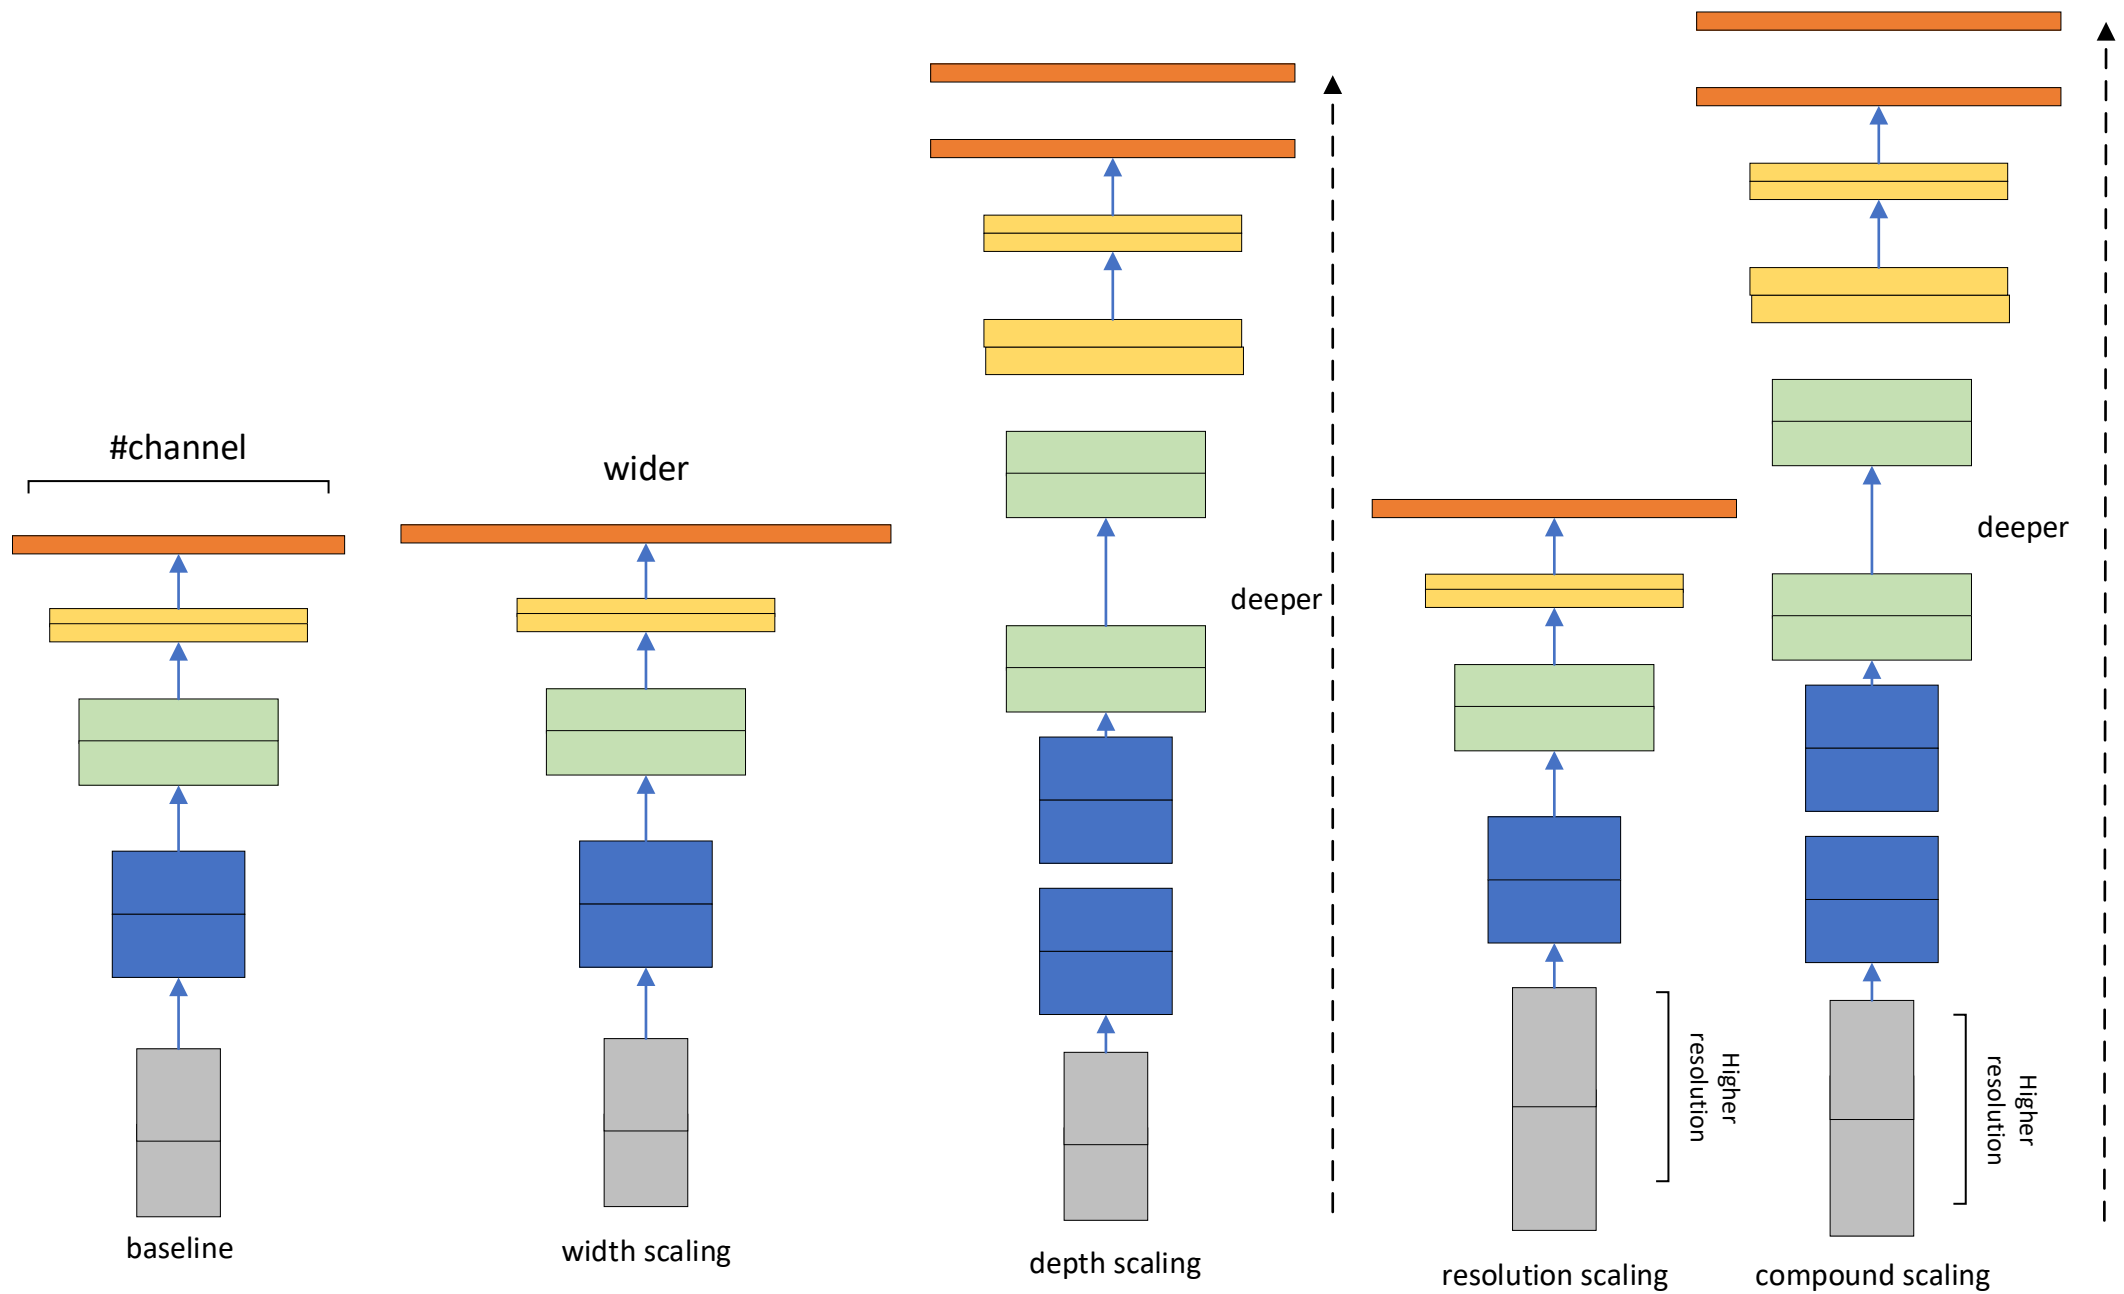 #channel
wider
deeper
deeper
Higher
resolution
Higher
resolution
baseline
width scaling
depth scaling
resolution scaling
compound scaling